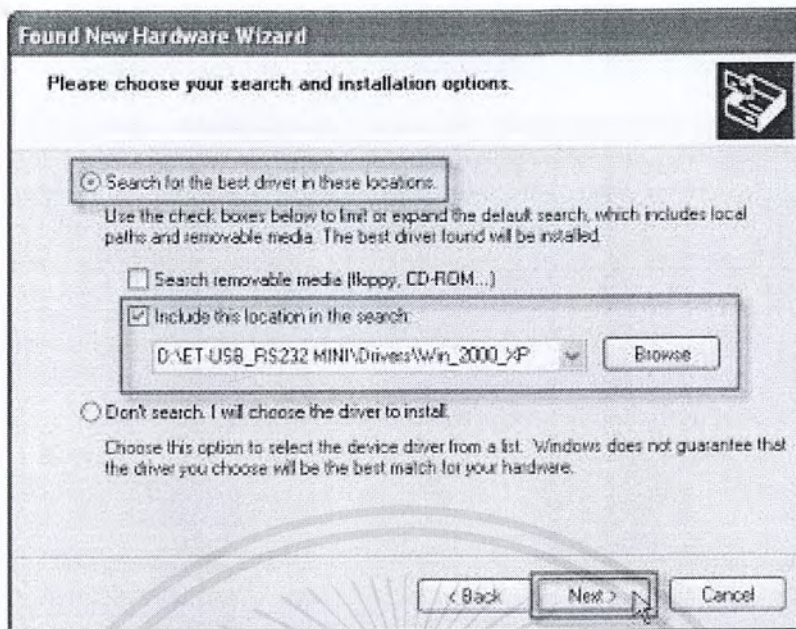 Found New Hardware Wizard
Please choose your search and installation options.
Search for the best driver in these locations.
Use the check boxes below to limit or expand the default search, which includes local
paths and removable media. The best driver found will be installed.
Search removable media (floppy, CD-ROM...)
Include this location in the search:
D:\ET-USB_RS232 MINI\Drivers\Win_2000_XP
Browse
Don't search. I will choose the driver to install.
Choose this option to select the device driver from a list. Windows does not guarantee that
the driver you choose will be the best match for your hardware.
< Back
Next >
Cancel